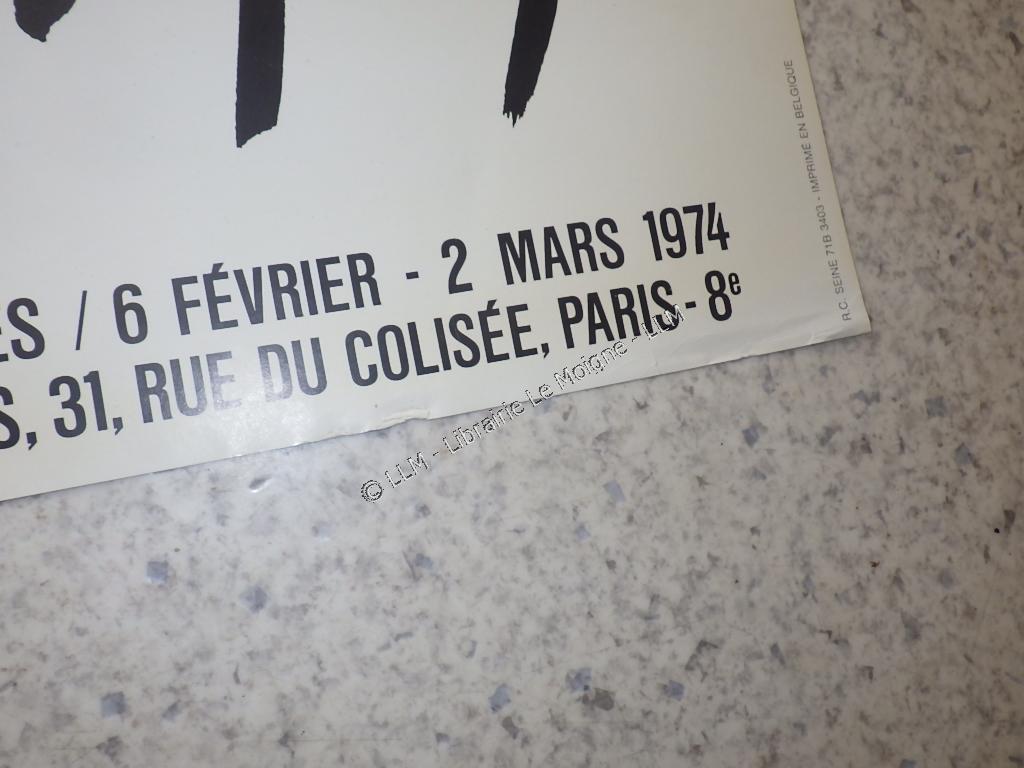 ES / 6 FÉVRIER - 2 MARS 1974
S, 31, RUE DU COLISÉE, PARIS - 8e
R.C. SEINE 71B 3403 - IMPRIMÉ EN BELGIQUE
© LLM - Librairie Le Moigne - LLM